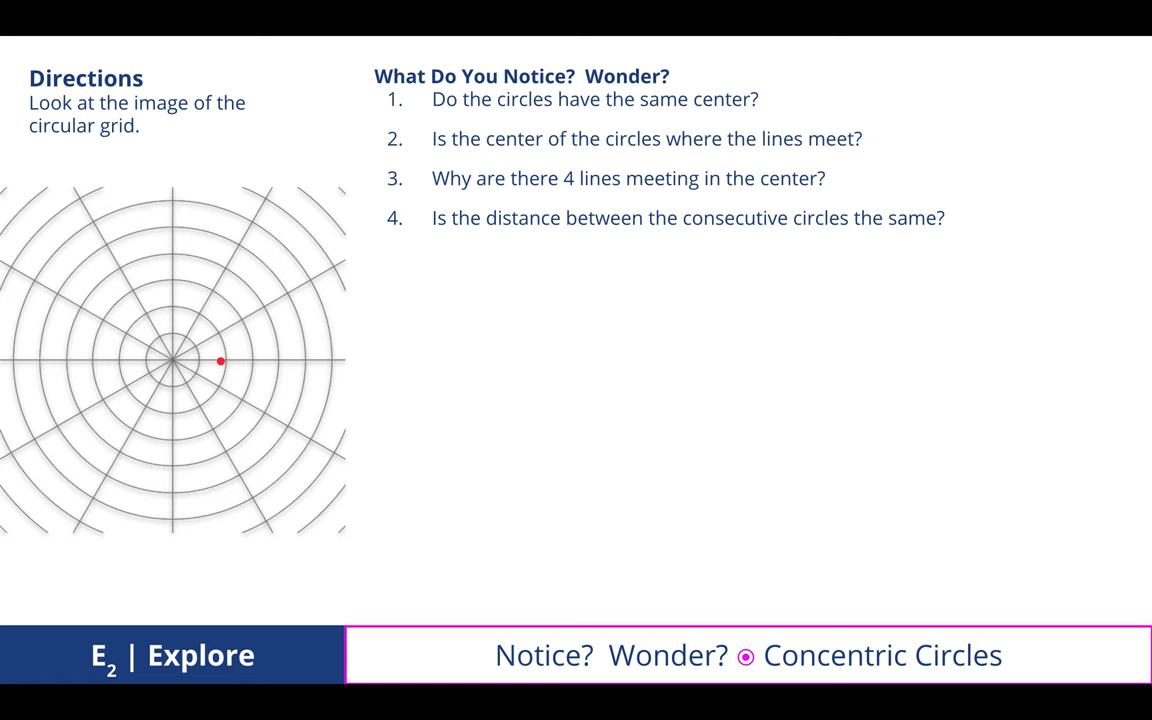 Directions
Look at the image of the
circular grid.
What Do You Notice?  Wonder?
1. Do the circles have the same center?
2. Is the center of the circles where the lines meet?
3. Why are there 4 lines meeting in the center?
4. Is the distance between the consecutive circles the same?
E₂ | Explore
Notice?  Wonder? ⦿ Concentric Circles